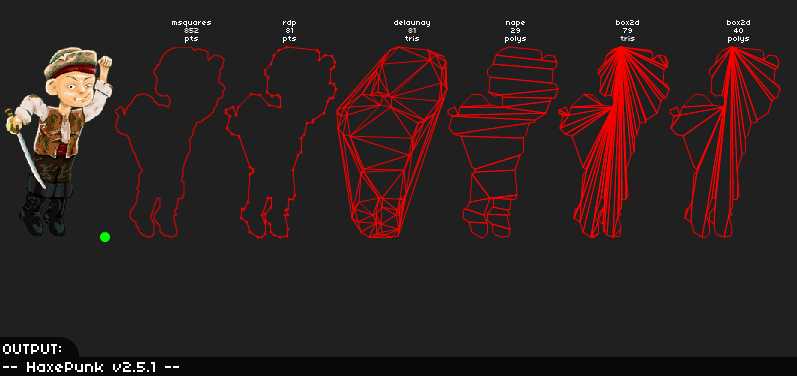 msquares
852
pts
rdp
81
pts
delaunay
81
tris
nape
29
polys
box2d
79
tris
box2d
40
polys
OUTPUT:
-- HaxePunk v2.5.1 --